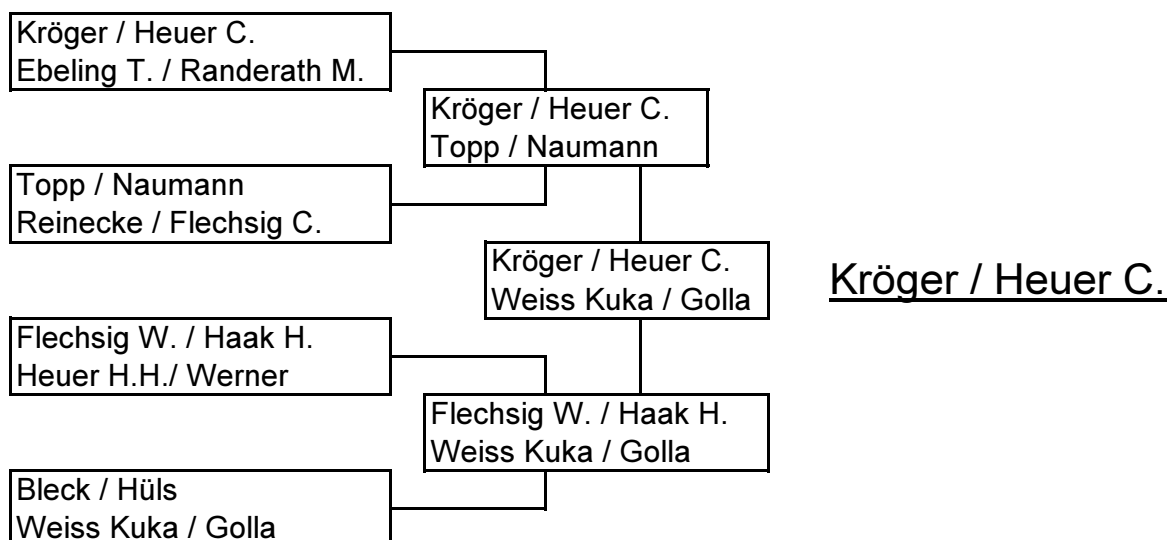 Kröger / Heuer C.
Ebeling T. / Randerath M.
Kröger / Heuer C.
Topp / Naumann
Topp / Naumann
Reinecke / Flechsig C.
Kröger / Heuer C.
Weiss Kuka / Golla
Kröger / Heuer C.
Flechsig W. / Haak H.
Heuer H.H./ Werner
Flechsig W. / Haak H.
Weiss Kuka / Golla
Bleck / Hüls
Weiss Kuka / Golla